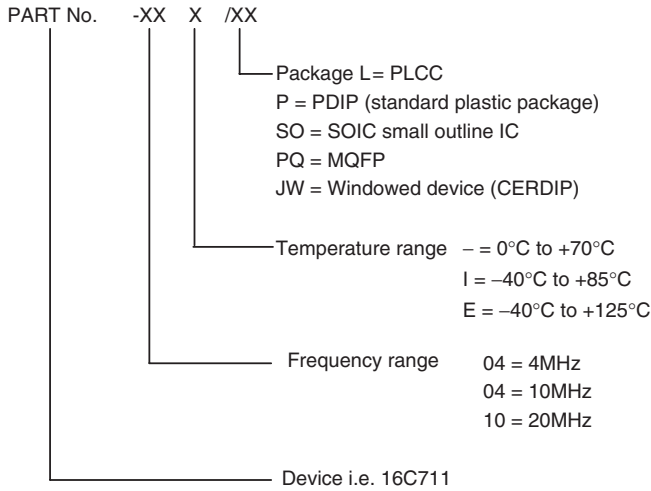 PART No. -XX X /XX
Package L= PLCC
P = PDIP (standard plastic package)
SO = SOIC small outline IC
PQ = MQFP
JW = Windowed device (CERDIP)
Temperature range – = 0°C to +70°C
I = –40°C to +85°C
E = –40°C to +125°C
Frequency range 04 = 4MHz
04 = 10MHz
10 = 20MHz
Device i.e. 16C711